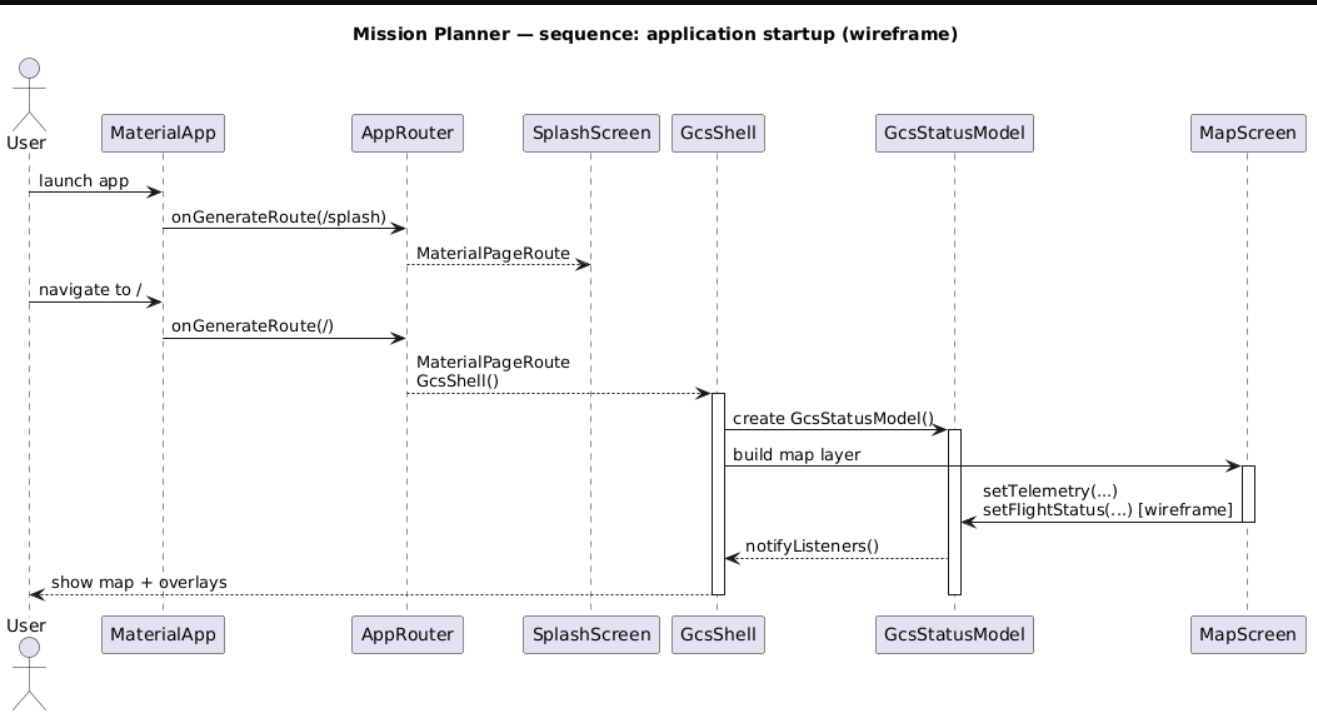 Mission Planner — sequence: application startup (wireframe)
User
MaterialApp
AppRouter
SplashScreen
GcsShell
GcsStatusModel
MapScreen
launch app
onGenerateRoute(/splash)
MaterialPageRoute
navigate to /
onGenerateRoute(/)
MaterialPageRoute
GcsShell()
create GcsStatusModel()
build map layer
setTelemetry(...)
setFlightStatus(...) [wireframe]
notifyListeners()
show map + overlays
User
MaterialApp
AppRouter
SplashScreen
GcsShell
GcsStatusModel
MapScreen